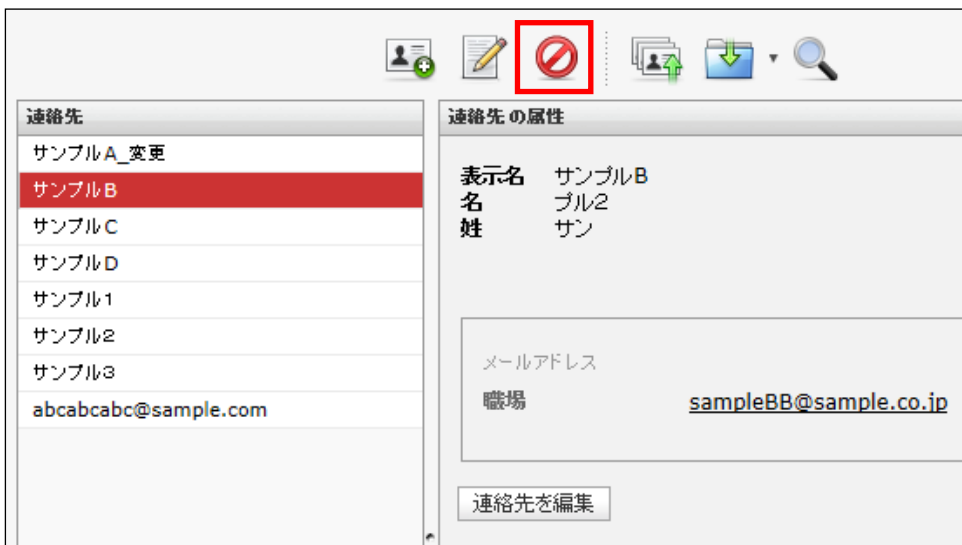 連絡先
サンプルA_変更
サンプルB
サンプルC
サンプルD
サンプル1
サンプル2
サンプル3
abcabcabc@sample.com
連絡先の属性
表示名 サンプルB
名 プル2
姓 サン
メールアドレス
職場 sampleBB@sample.co.jp
連絡先を編集